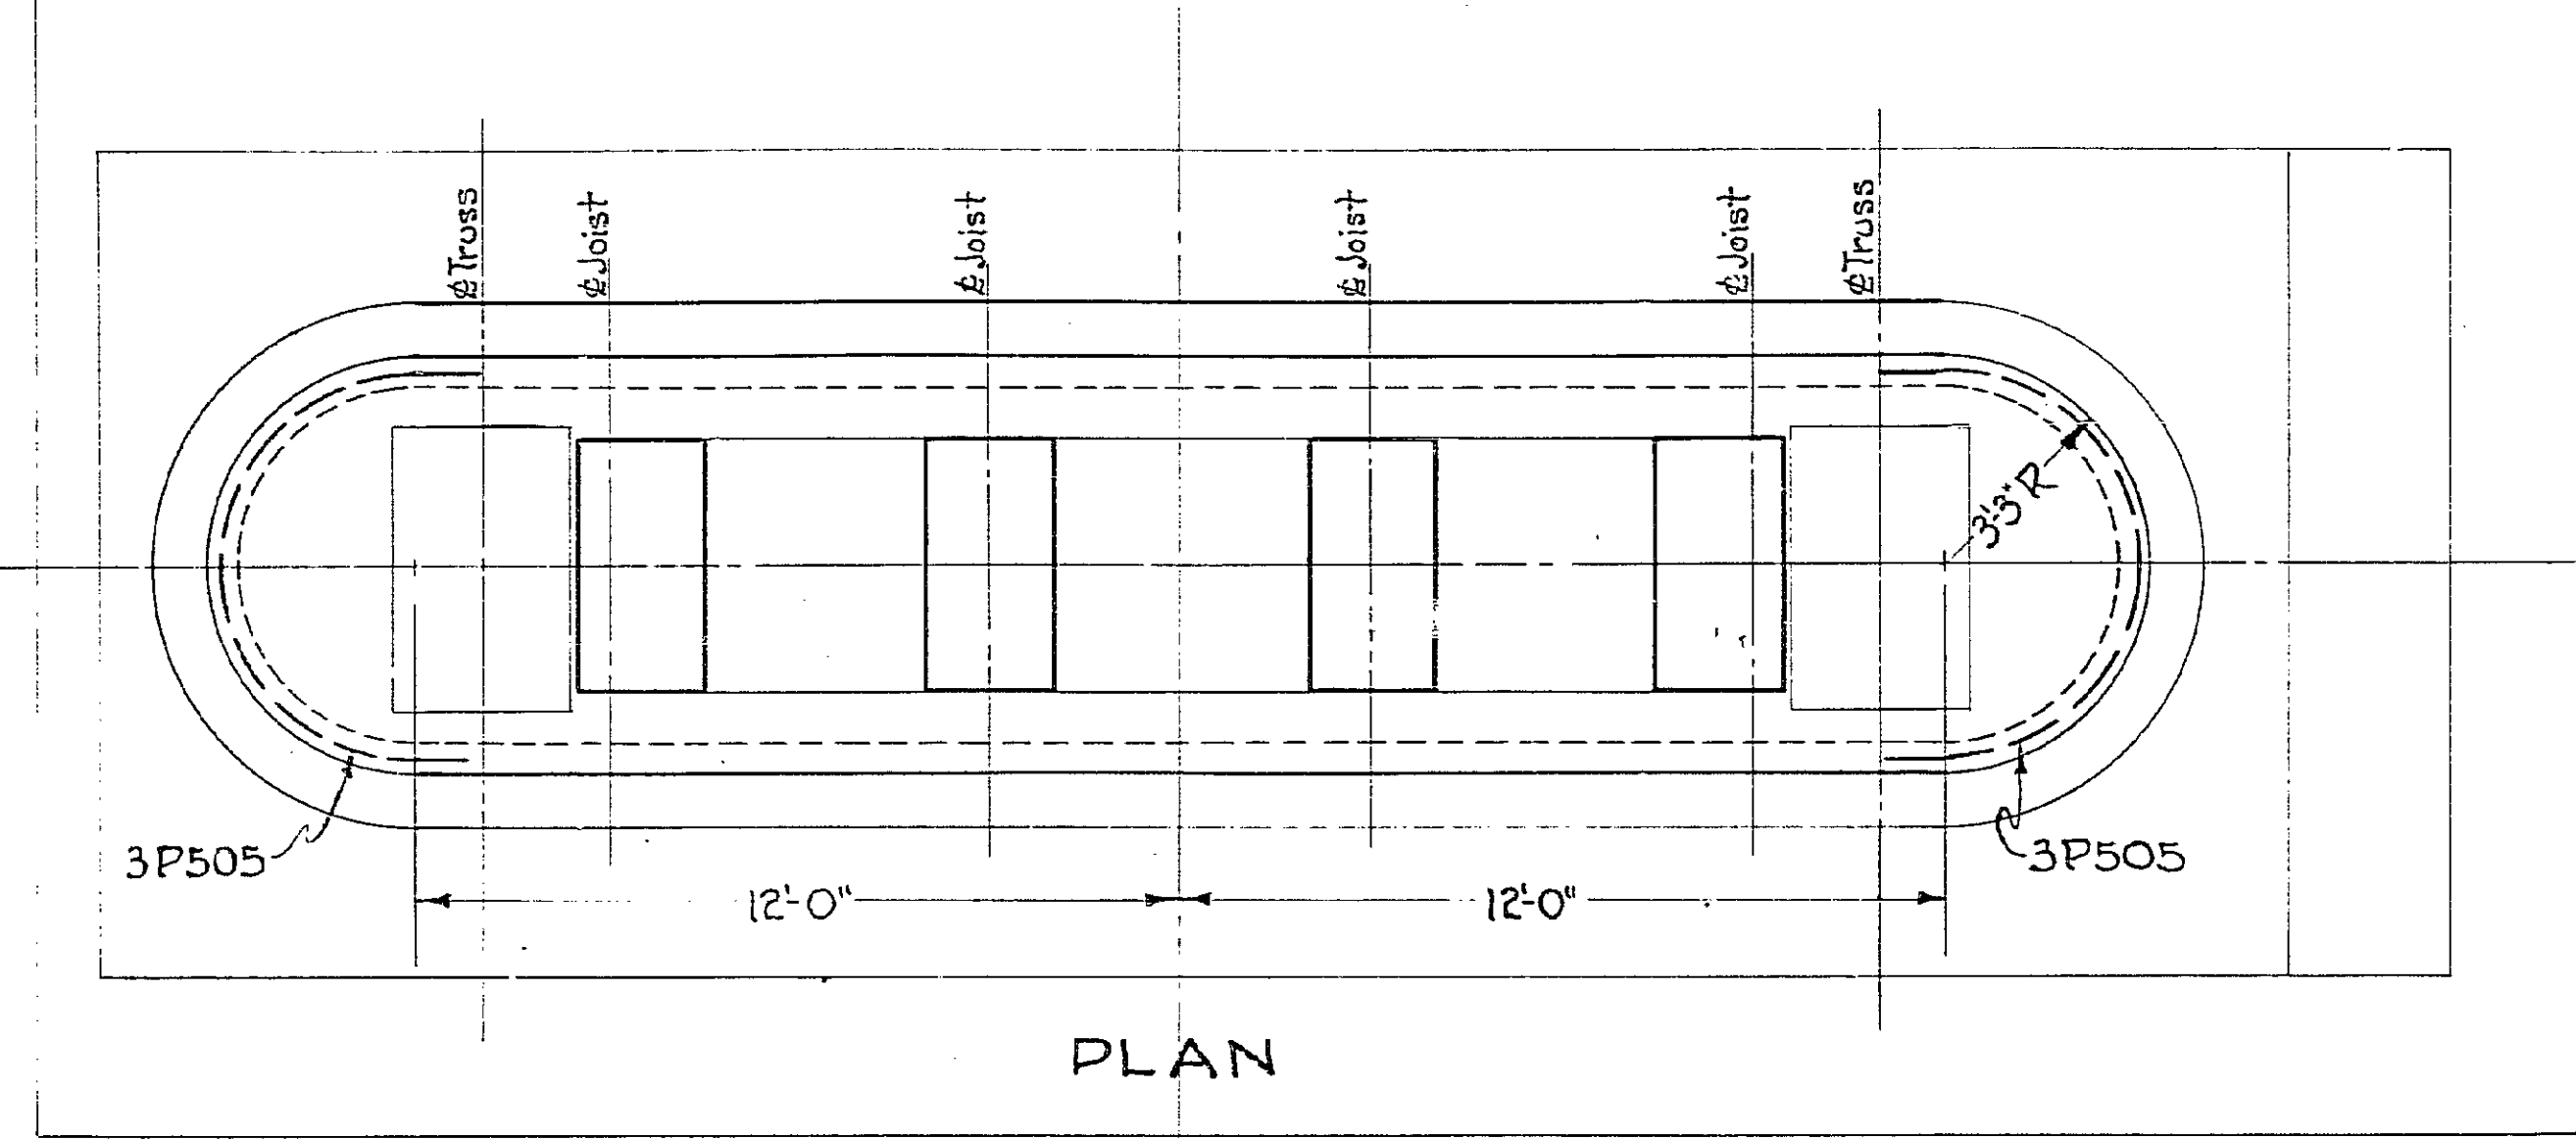 ℄ Truss
℄ Joist
℄ Joist
℄ Joist
℄ Joist
℄ Truss
3'-3" R
3P505
3P505
12'-0"
12'-0"
PLAN